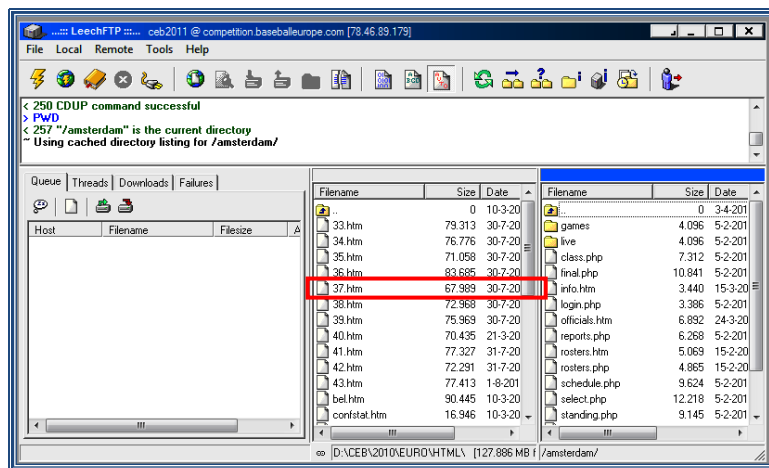 ...::: LeechFTP :::... ceb2011 @ competition.baseballeurope.com [78.46.89.179]
File Local Remote Tools Help
< 250 CDUP command successful
> PWD
< 257 "/amsterdam" is the current directory
~ Using cached directory listing for /amsterdam/
Queue Threads Downloads Failures
Host Filename Filesize A
Filename Size Date
.. 0 10-3-20
33.htm 79.313 30-7-20
34.htm 76.776 30-7-20
35.htm 71.058 30-7-20
36.htm 83.685 30-7-20
37.htm 67.989 30-7-20
38.htm 72.968 30-7-20
39.htm 75.969 30-7-20
40.htm 70.435 21-3-20
41.htm 77.327 31-7-20
42.htm 72.291 31-7-20
43.htm 77.413 1-8-201
bel.htm 90.445 10-3-20
confstat.htm 16.946 10-3-20
Filename Size Date
.. 0 3-4-201
games 4.096 5-2-201
live 4.096 5-2-201
class.php 7.312 5-2-201
final.php 10.841 5-2-201
info.htm 3.440 15-3-20
login.php 3.386 5-2-201
officials.htm 6.892 24-3-20
reports.php 6.268 5-2-201
rosters.htm 5.069 15-2-20
rosters.php 4.865 15-2-20
schedule.php 9.624 5-2-201
select.php 12.218 5-2-201
standing.php 9.145 5-2-201
D:\CEB\2010\EURO\HTML\ [127.886 MB f
/amsterdam/